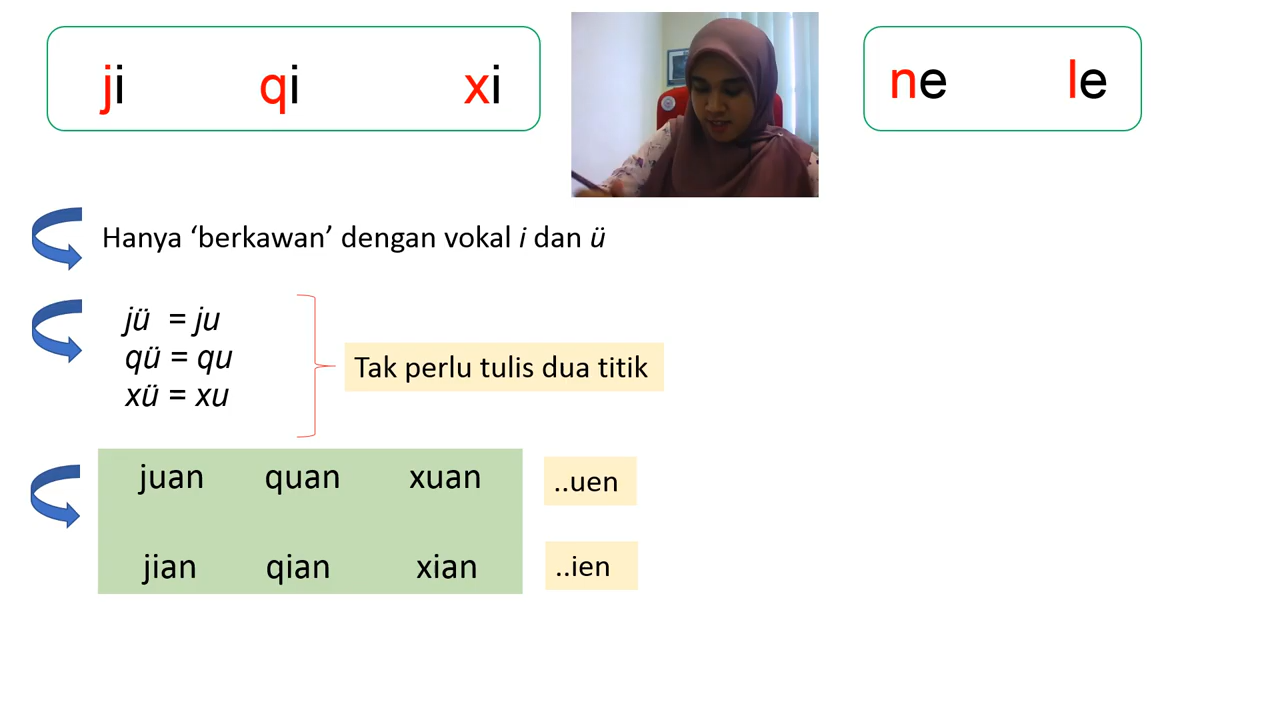 ji qi xi
ne le
Hanya ‘berkawan’ dengan vokal i dan ü
jü = ju
qü = qu
xü = xu
Tak perlu tulis dua titik
juan quan xuan
..uen
jian qian xian
..ien